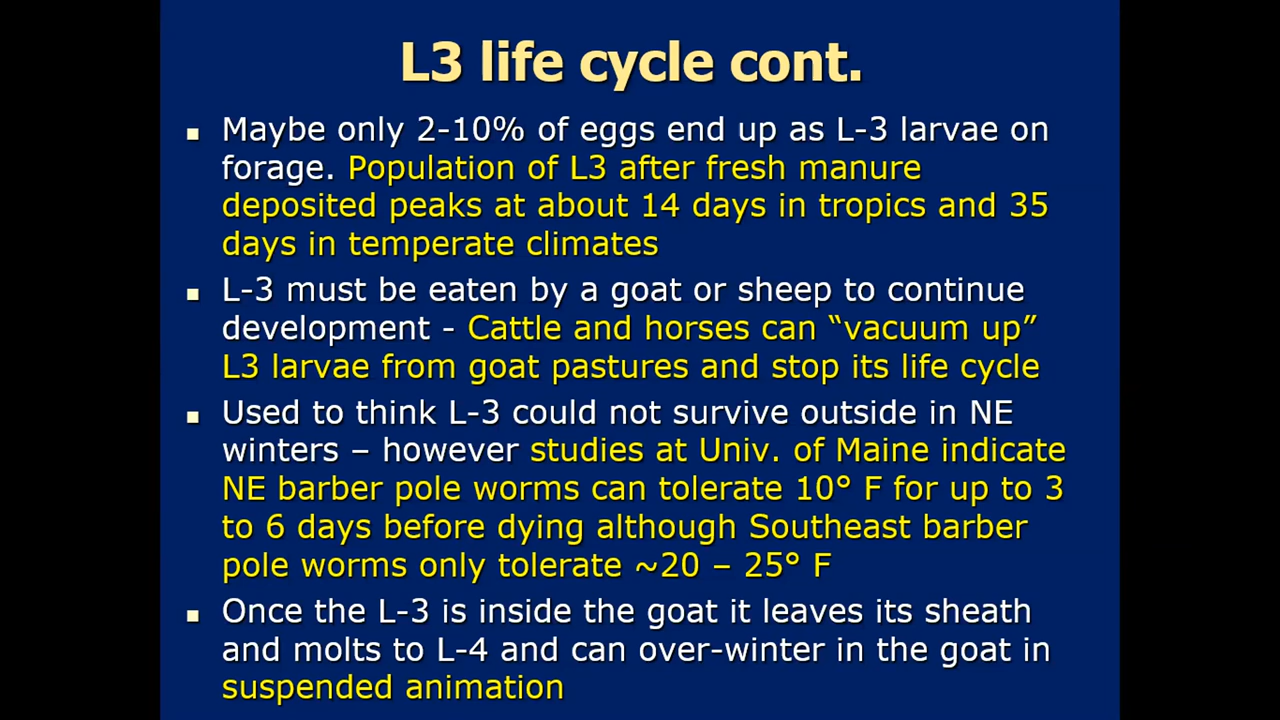 L3 life cycle cont.
Maybe only 2-10% of eggs end up as L-3 larvae on
forage. Population of L3 after fresh manure
deposited peaks at about 14 days in tropics and 35
days in temperate climates
L-3 must be eaten by a goat or sheep to continue
development - Cattle and horses can “vacuum up”
L3 larvae from goat pastures and stop its life cycle
Used to think L-3 could not survive outside in NE
winters – however studies at Univ. of Maine indicate
NE barber pole worms can tolerate 10° F for up to 3
to 6 days before dying although Southeast barber
pole worms only tolerate ~20 – 25° F
Once the L-3 is inside the goat it leaves its sheath
and molts to L-4 and can over-winter in the goat in
suspended animation